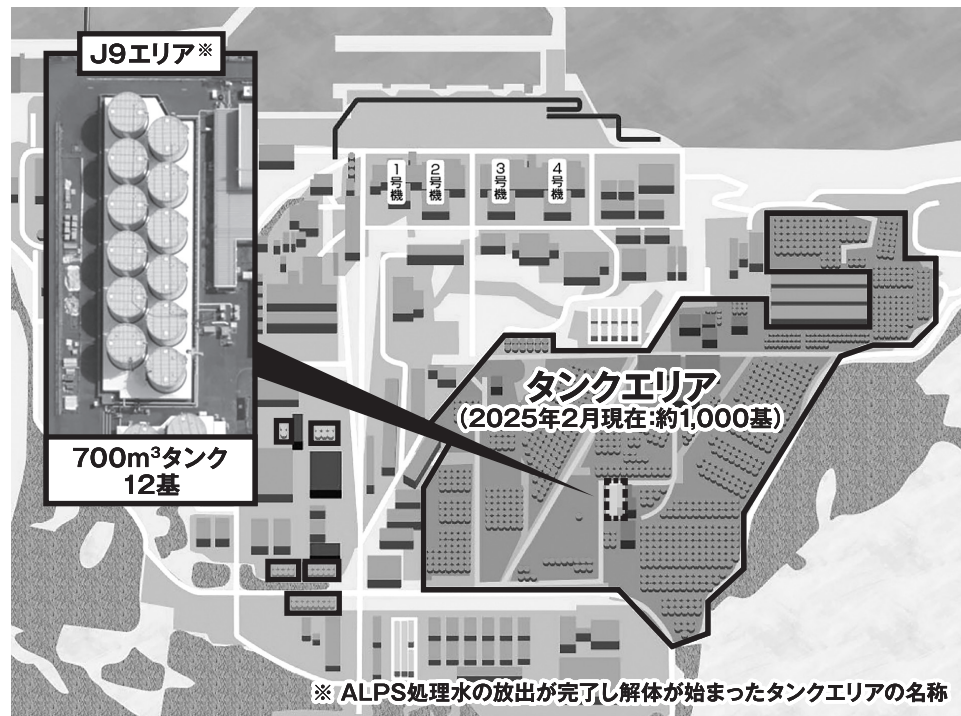 J9エリア※
1号機
2号機
3号機
4号機
タンクエリア
（2025年2月現在：約1,000基）
700m³タンク
12基
※ ALPS処理水の放出が完了し解体が始まったタンクエリアの名称